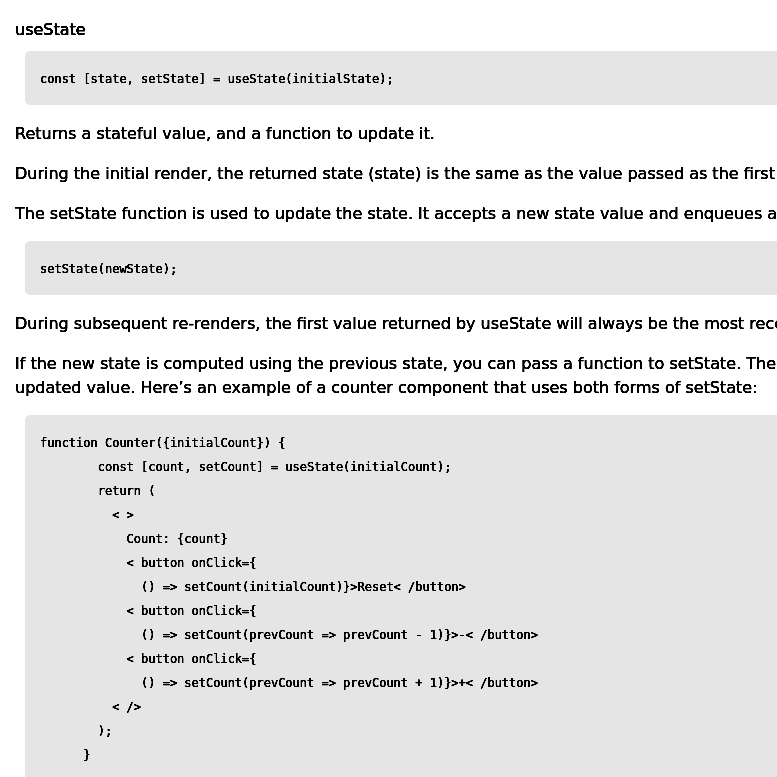 useState
const [state, setState] = useState(initialState);
Returns a stateful value, and a function to update it.
During the initial render, the returned state (state) is the same as the value passed as the first
The setState function is used to update the state. It accepts a new state value and enqueues a
setState(newState);
During subsequent re-renders, the first value returned by useState will always be the most
If the new state is computed using the previous state, you can pass a function to setState. The
updated value. Here’s an example of a counter component that uses both forms of setState:
function Counter({initialCount}) {
const [count, setCount] = useState(initialCount);
return (
< >
Count: {count}
< button onClick={
() => setCount(initialCount)}>Reset< /button>
< button onClick={
() => setCount(prevCount => prevCount - 1)}>-< /button>
< button onClick={
() => setCount(prevCount => prevCount + 1)}>+< /button>
< />
);
}